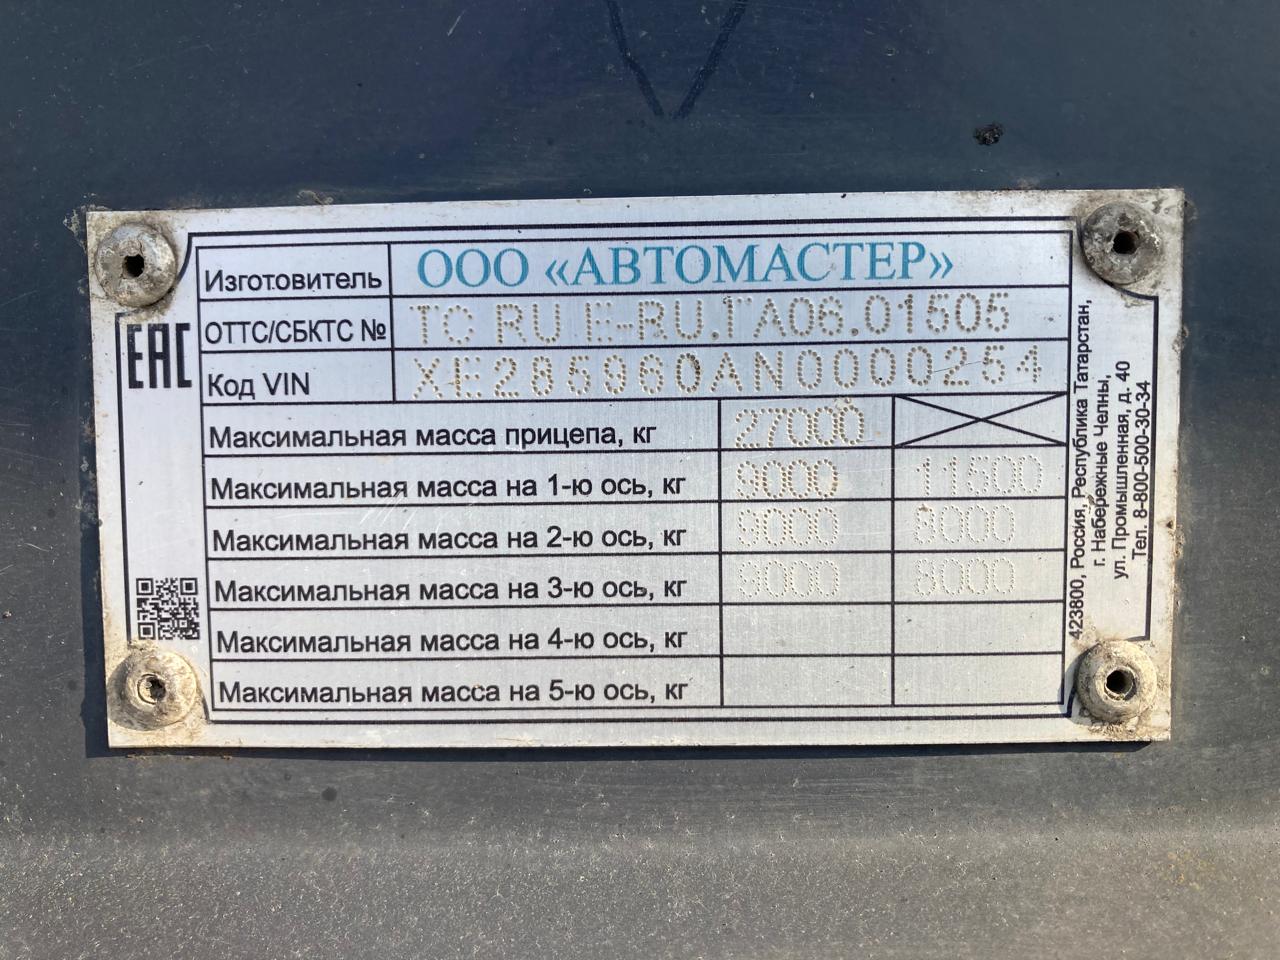 Изготовитель ООО «АВТОМАСТЕР»
ОТТС/СБКТС № ТС RU E-RU.ГА06.01505
Код VIN XE285960AN0000254
Максимальная масса прицепа, кг 27000
Максимальная масса на 1-ю ось, кг 9000 11500
Максимальная масса на 2-ю ось, кг 9000 8000
Максимальная масса на 3-ю ось, кг 9000 8000
Максимальная масса на 4-ю ось, кг
Максимальная масса на 5-ю ось, кг
EAC
423800, Россия, Республика Татарстан,
г. Набережные Челны,
ул. Промышленная, д. 40
Тел. 8-800-500-30-34